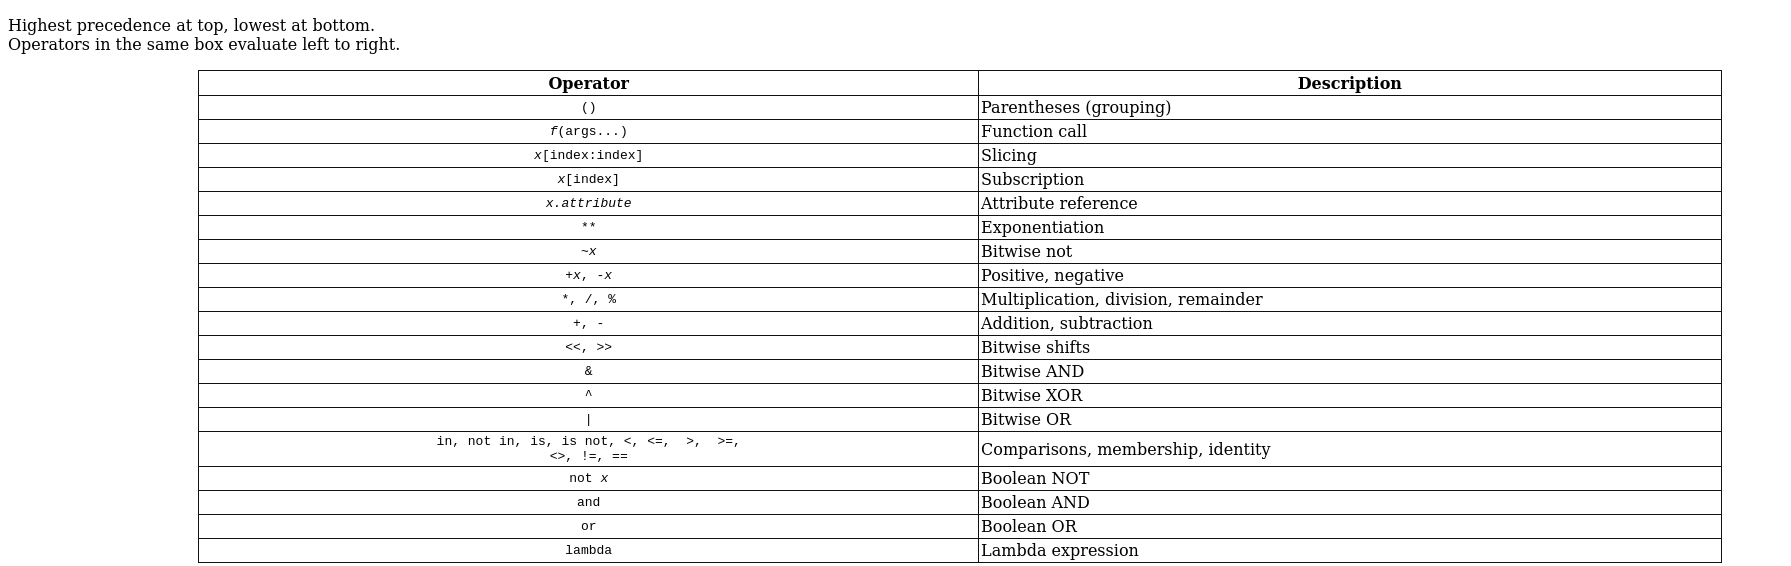 Highest precedence at top, lowest at bottom.
Operators in the same box evaluate left to right.
Operator Description
() Parentheses (grouping)
f(args...) Function call
x[index:index] Slicing
x[index] Subscription
x.attribute Attribute reference
** Exponentiation
~x Bitwise not
+x, -x Positive, negative
*, /, % Multiplication, division, remainder
+, - Addition, subtraction
<<, >> Bitwise shifts
& Bitwise AND
^ Bitwise XOR
| Bitwise OR
in, not in, is, is not, <, <=,  >,  >=,
<>, !=, == Comparisons, membership, identity
not x Boolean NOT
and Boolean AND
or Boolean OR
lambda Lambda expression